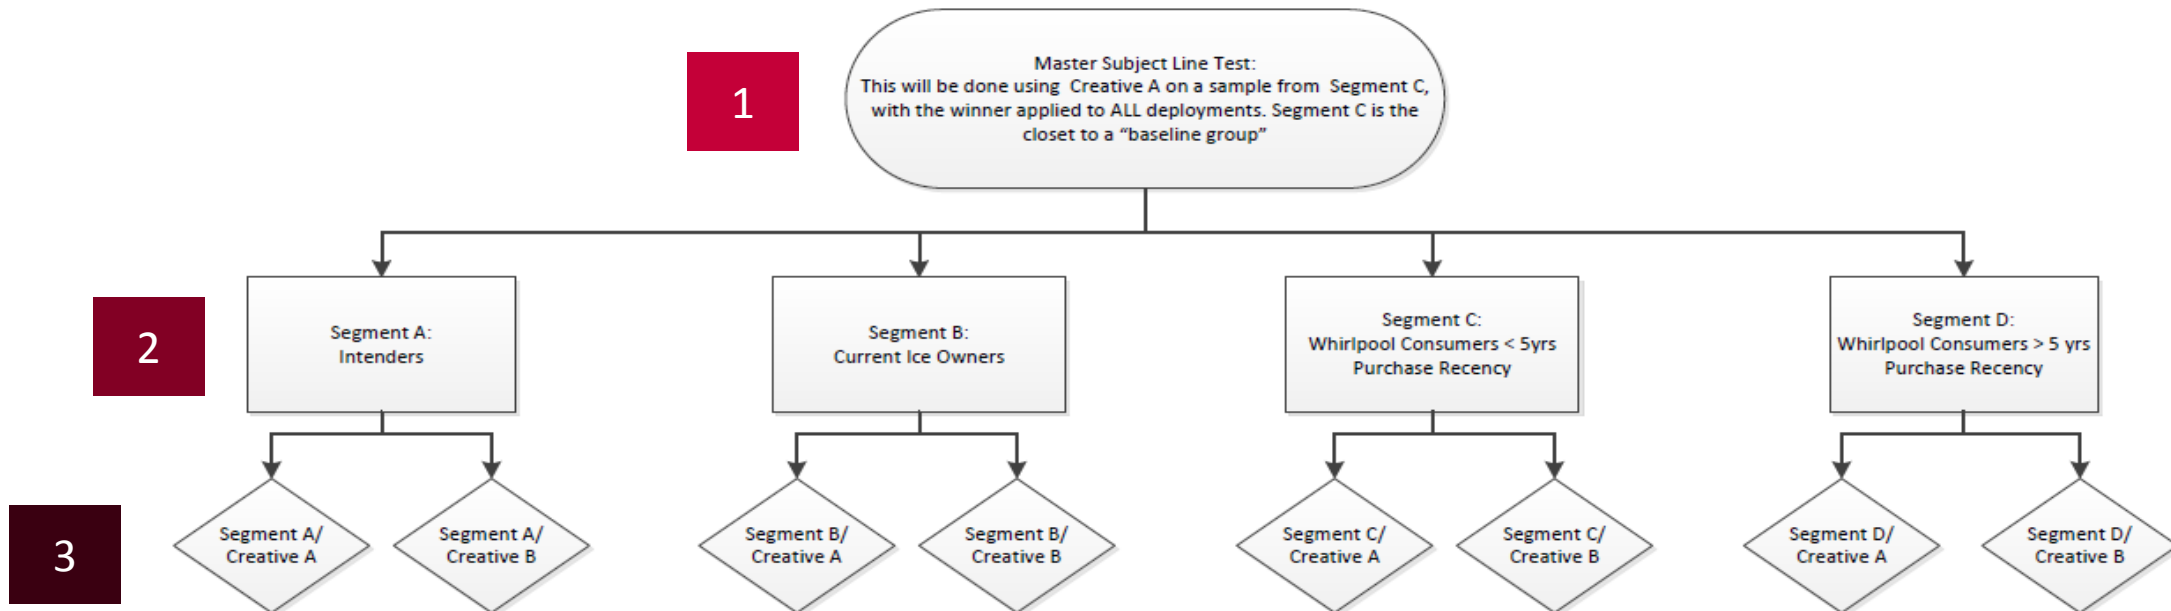 1
Master Subject Line Test:
This will be done using Creative A on a sample from Segment C,
with the winner applied to ALL deployments. Segment C is the
closet to a “baseline group”
2
Segment A:
Intenders
Segment B:
Current Ice Owners
Segment C:
Whirlpool Consumers < 5yrs
Purchase Recency
Segment D:
Whirlpool Consumers > 5 yrs
Purchase Recency
3
Segment A/
Creative A
Segment A/
Creative B
Segment B/
Creative A
Segment B/
Creative B
Segment C/
Creative A
Segment C/
Creative B
Segment D/
Creative A
Segment D/
Creative B